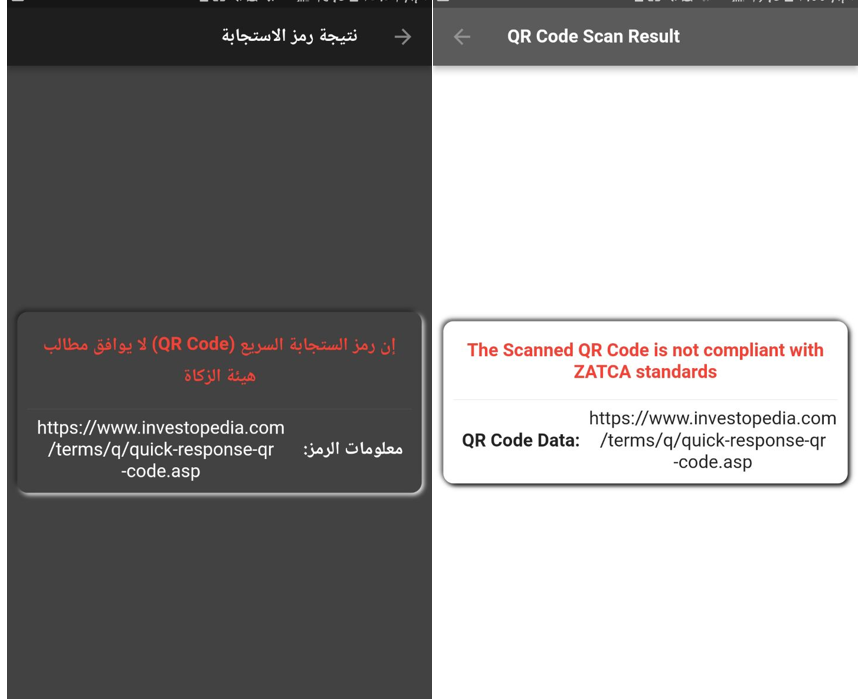 نتيجة رمز الاستجابة
إن رمز الستجابة السريع (QR Code) لا يوافق مطالب
هيئة الزكاة
معلومات الرمز:
https://www.investopedia.com
/terms/q/quick-response-qr
-code.asp
QR Code Scan Result
The Scanned QR Code is not compliant with
ZATCA standards
QR Code Data:
https://www.investopedia.com
/terms/q/quick-response-qr
-code.asp